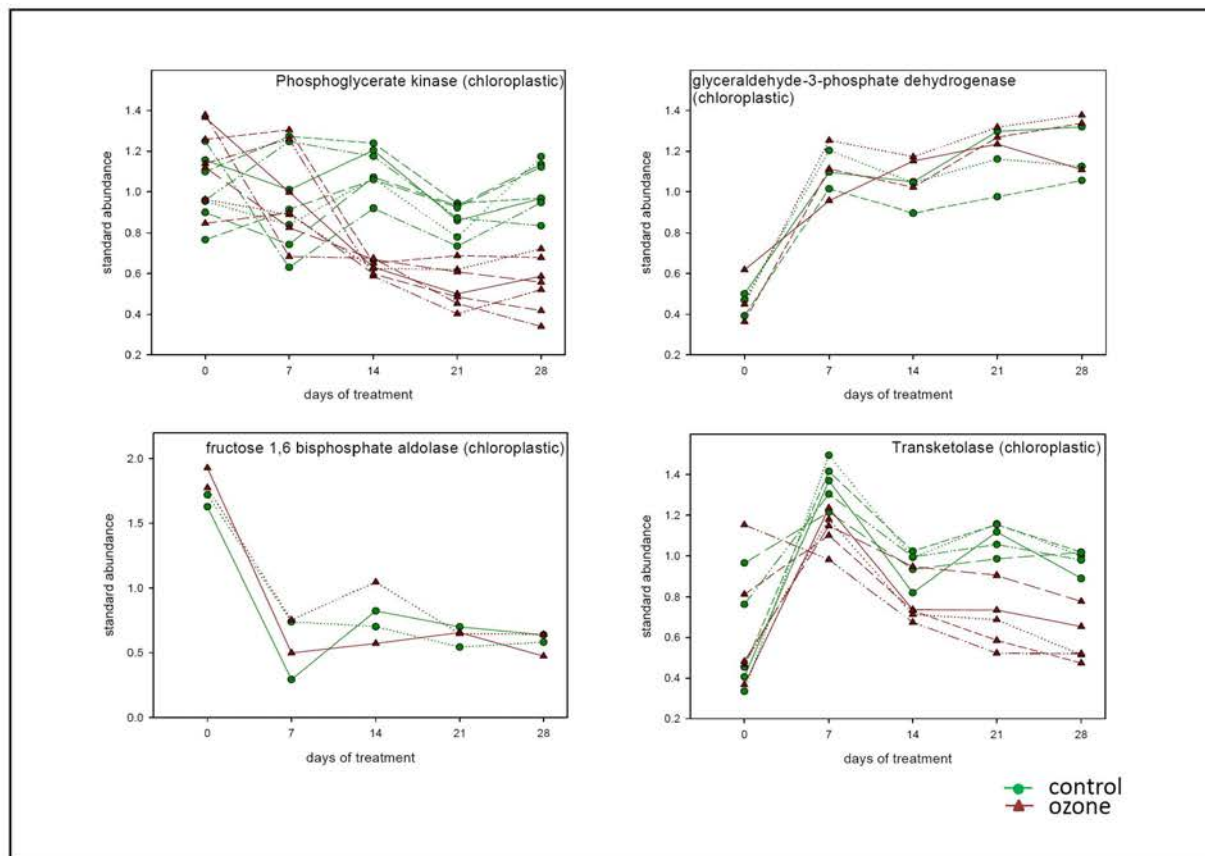 Phosphoglycerate kinase (chloroplastic)
standard abundance
1.4
1.2
1.0
0.8
0.6
0.4
0.2
0 7 14 21 28
days of treatment
glyceraldehyde-3-phosphate dehydrogenase
(chloroplastic)
standard abundance
1.4
1.2
1.0
0.8
0.6
0.4
0.2
0 7 14 21 28
days of treatment
fructose 1,6 bisphosphate aldolase (chloroplastic)
standard abundance
2.0
1.5
1.0
0.5
0.0
0 7 14 21 28
days of treatment
Transketolase (chloroplastic)
standard abundance
1.4
1.2
1.0
0.8
0.6
0.4
0.2
0 7 14 21 28
days of treatment
control
ozone